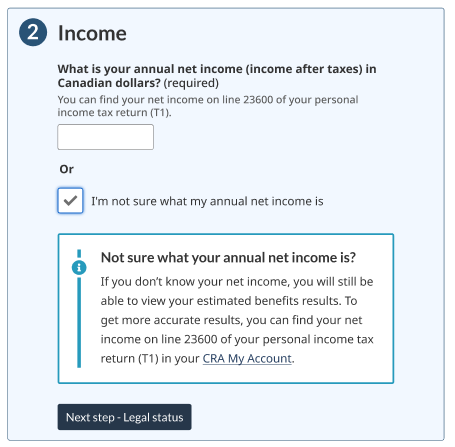 2 Income
What is your annual net income (income after taxes) in
Canadian dollars? (required)
You can find your net income on line 23600 of your personal
income tax return (T1).
Or
I'm not sure what my annual net income is
Not sure what your annual net income is?
If you don’t know your net income, you will still be
able to view your estimated benefits results. To
get more accurate results, you can find your net
income on line 23600 of your personal income tax
return (T1) in your CRA My Account.
Next step - Legal status